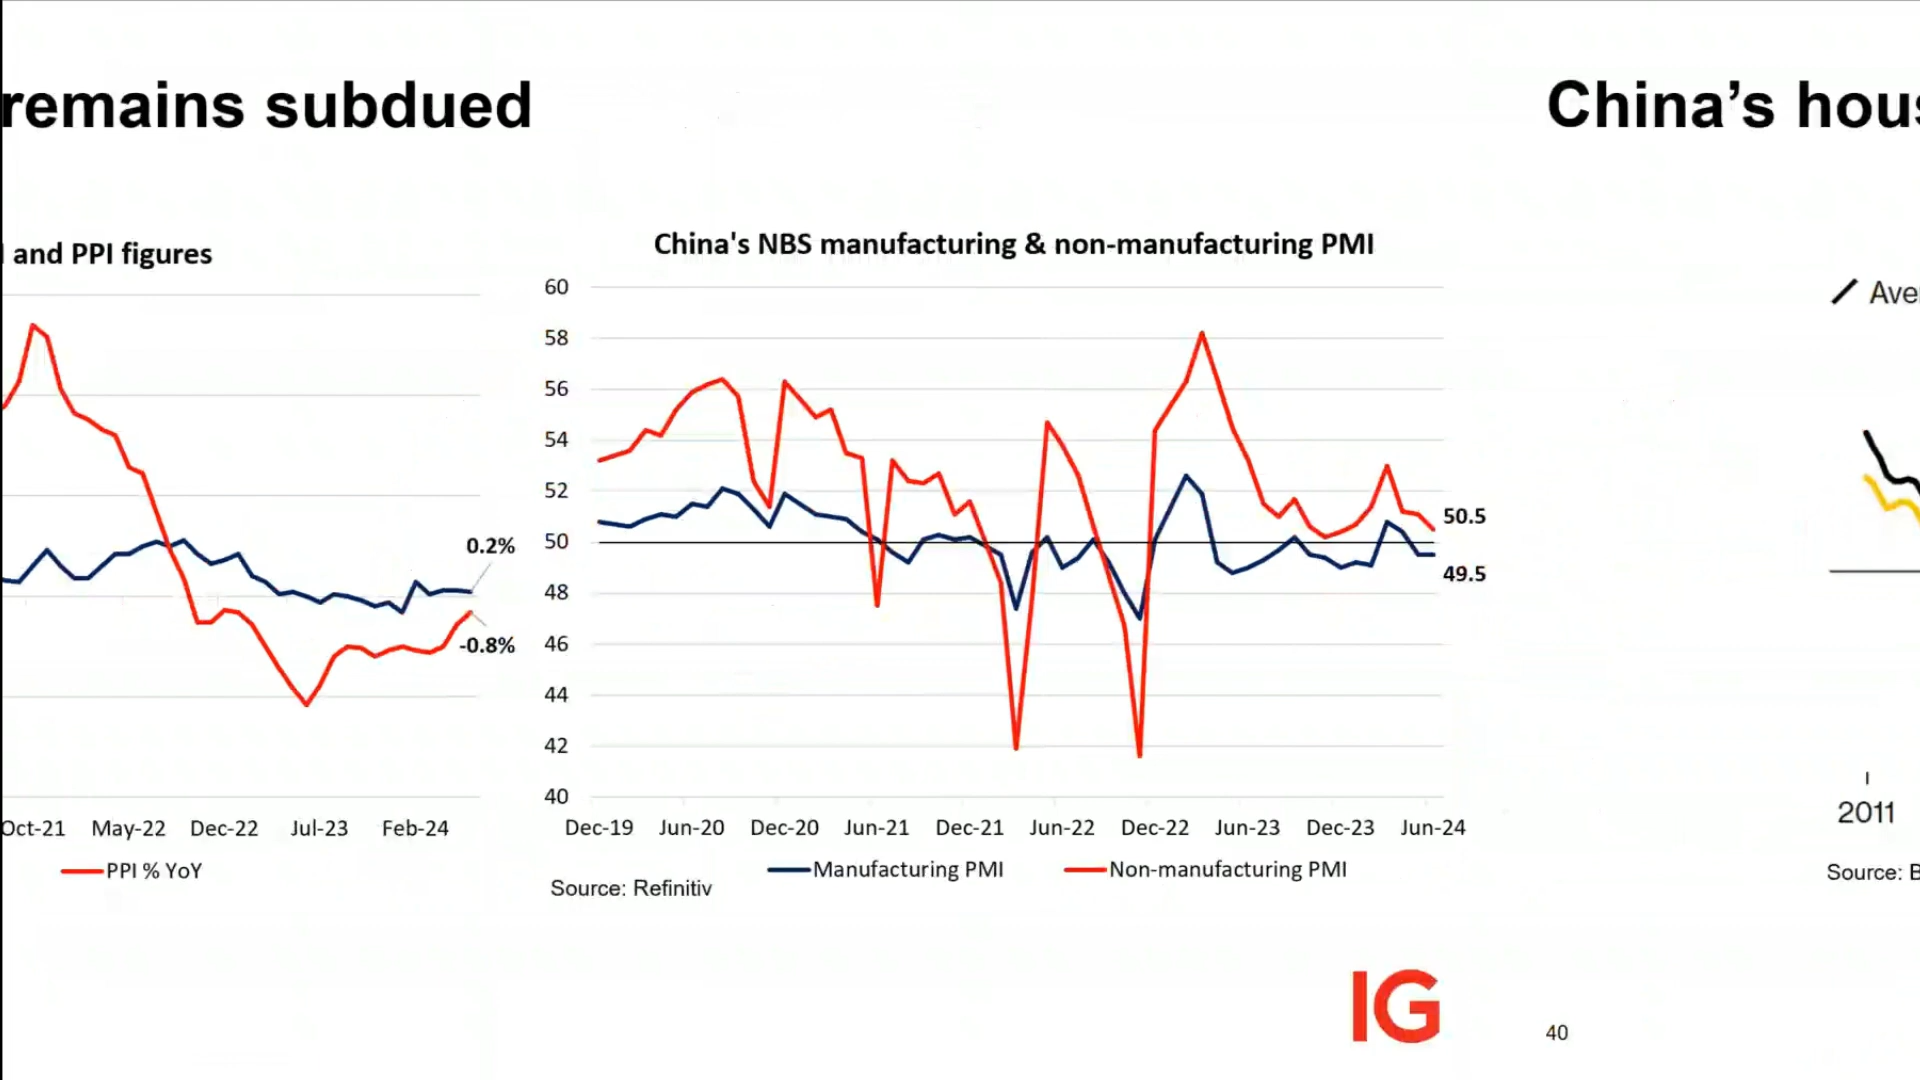 remains subdued
China's hou
and PPI figures
0.2%
-0.8%
Oct-21 May-22 Dec-22 Jul-23 Feb-24
PPI % YoY
China's NBS manufacturing & non-manufacturing PMI
60
58
56
54
52
50
48
46
44
42
40
50.5
49.5
Dec-19 Jun-20 Dec-20 Jun-21 Dec-21 Jun-22 Dec-22 Jun-23 Dec-23 Jun-24
Manufacturing PMI Non-manufacturing PMI
Source: Refinitiv
Ave
2011
Source: B
IG
40